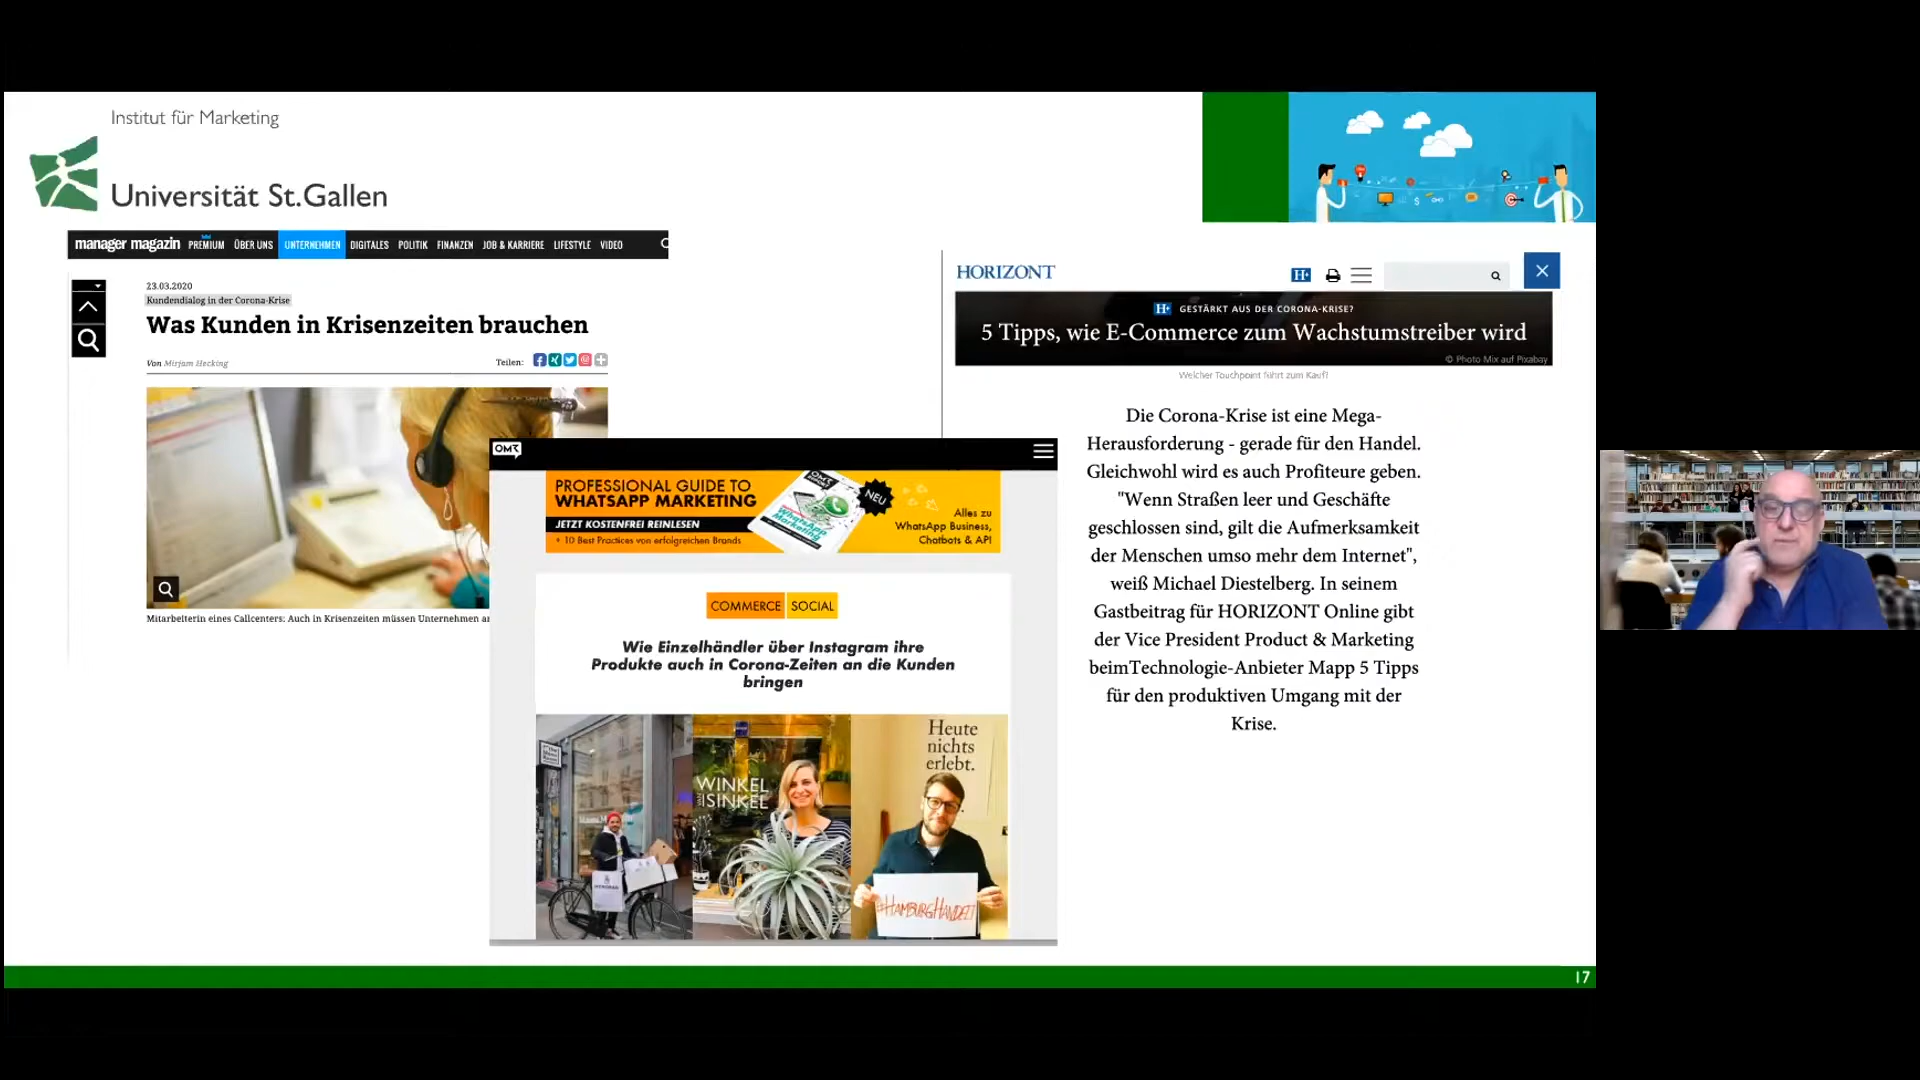 Institut für Marketing
Universität St.Gallen
manager magazin PREMIUM ÜBER UNS UNTERNEHMEN DIGITALES POLITIK FINANZEN JOB & KARRIERE LIFESTYLE VIDEO
23.03.2020
Kundendialog in der Corona-Krise
Was Kunden in Krisenzeiten brauchen
Von Mirjam Hecking
Teilen:
Mitarbeiterin eines Callcenters: Auch in Krisenzeiten müssen Unternehmen
OMR
PROFESSIONAL GUIDE TO
WHATSAPP MARKETING
JETZT KOSTENFREI REINLESEN
+ 10 Best Practices von erfolgreichen Brands
WhatsApp
Marketing
NEU
Alles zu
WhatsApp Business,
Chatbots & API
COMMERCE SOCIAL
Wie Einzelhändler über Instagram ihre
Produkte auch in Corona-Zeiten an die Kunden
bringen
WINKEL
SINKEL
Heute
nichts
erlebt.
#HAMBURGHANDELT
HORIZONT
H+
H+ GESTÄRKT AUS DER CORONA-KRISE?
5 Tipps, wie E-Commerce zum Wachstumstreiber wird
© Photo Mix auf Pixabay
Welcher Touchpoint führt zum Kauf?
Die Corona-Krise ist eine Mega-
Herausforderung - gerade für den Handel.
Gleichwohl wird es auch Profiteure geben.
"Wenn Straßen leer und Geschäfte
geschlossen sind, gilt die Aufmerksamkeit
der Menschen umso mehr dem Internet",
weiß Michael Diestelberg. In seinem
Gastbeitrag für HORIZONT Online gibt
der Vice President Product & Marketing
beimTechnologie-Anbieter Mapp 5 Tipps
für den produktiven Umgang mit der
Krise.
17